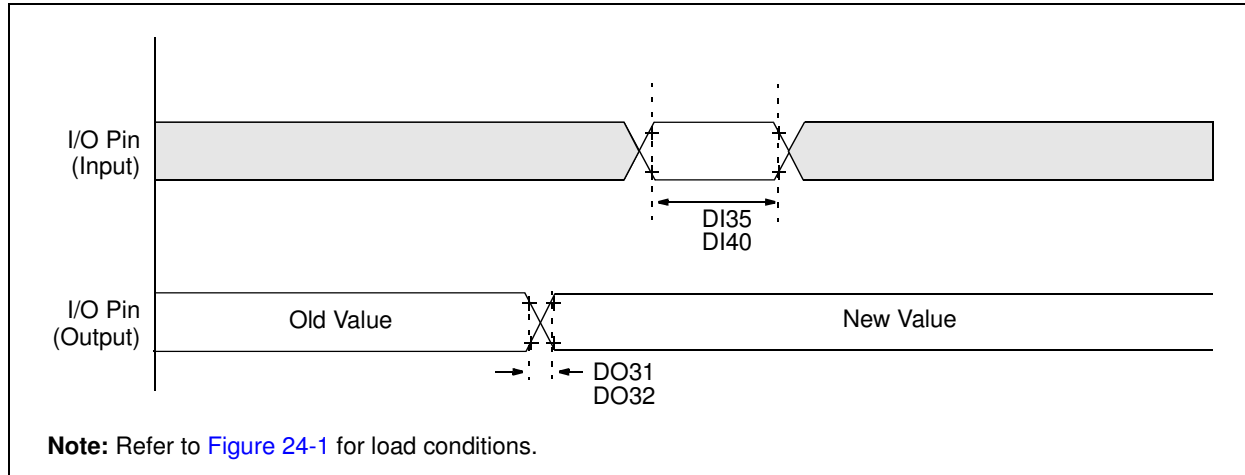 I/O Pin
(Input)
DI35
DI40
I/O Pin
(Output)
Old Value
New Value
DO31
DO32
Note: Refer to Figure 24-1 for load conditions.